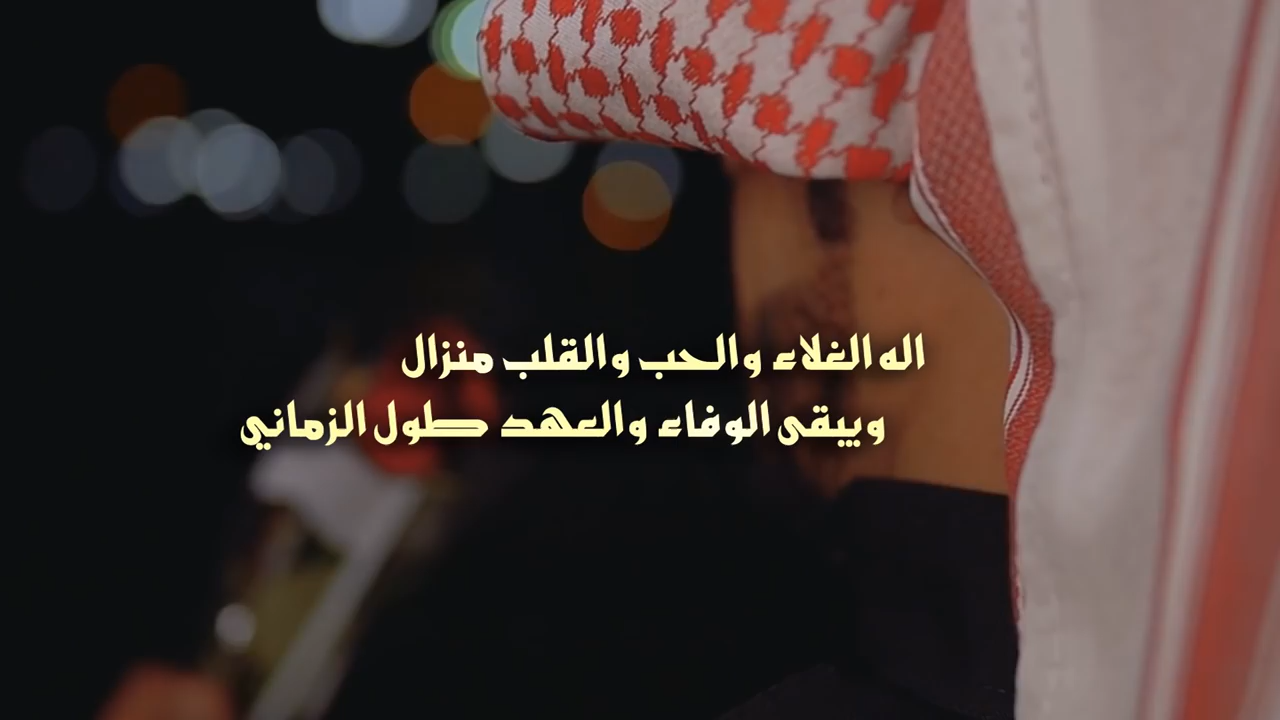 اله الغلاء والحب والقلب منزال
ويبقى الوفاء والعهد طول الزماني